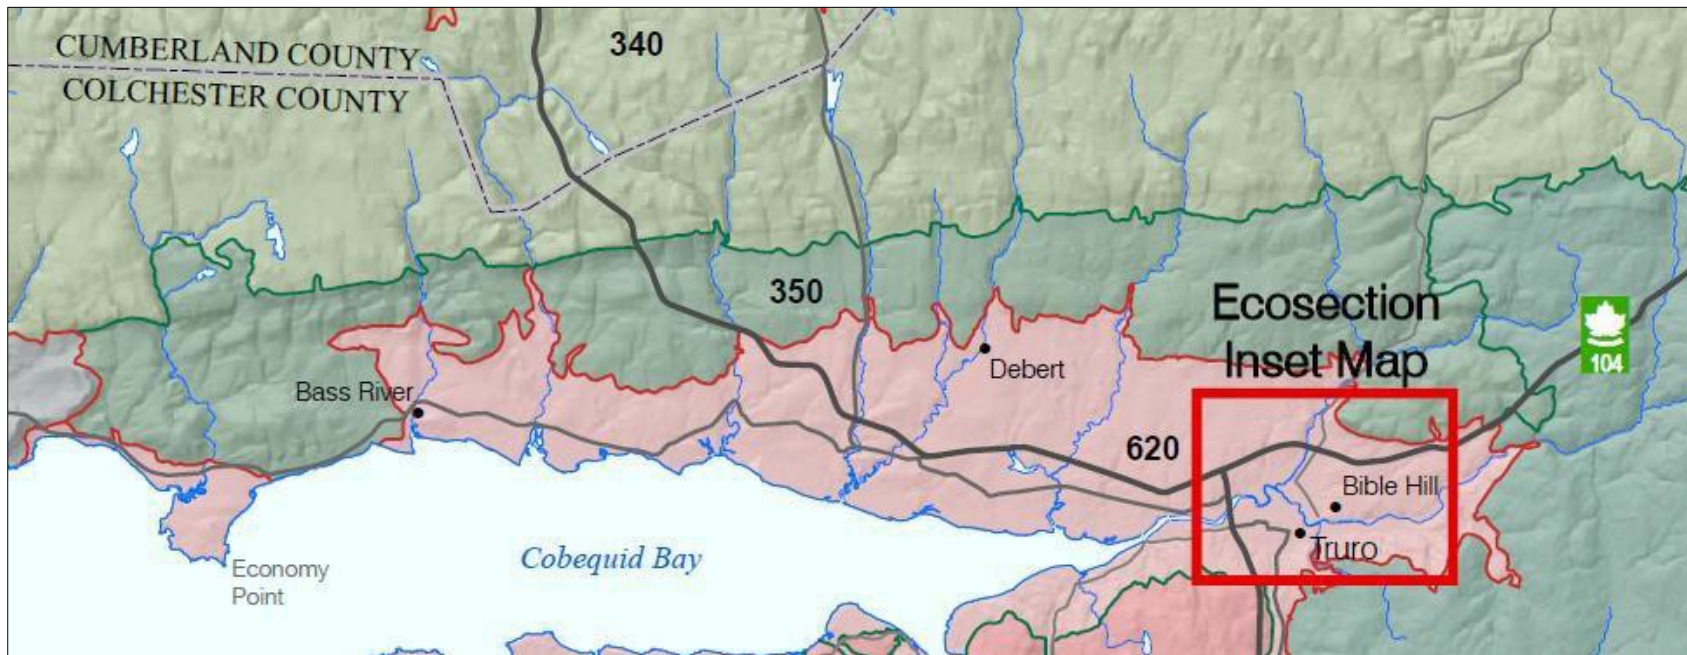 CUMBERLAND COUNTY
COLCHESTER COUNTY
340
350
Ecosection
Inset Map
104
Debert
Bass River
620
Bible Hill
Truro
Cobequid Bay
Economy
Point